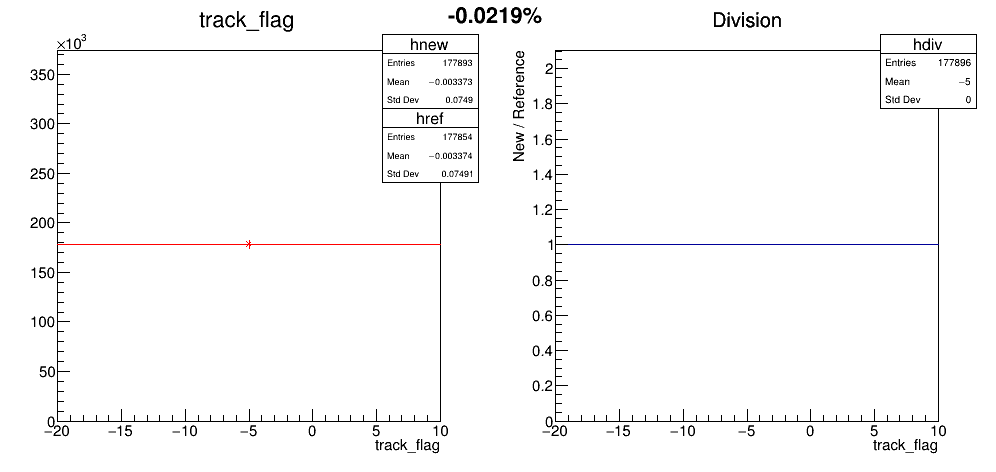 track_flag
-0.0219%
Division
×10³
hnew
Entries 177893
Mean −0.003373
Std Dev 0.0749
href
Entries 177854
Mean −0.003374
Std Dev 0.07491
350
300
250
200
150
100
50
0
−20 −15 −10 −5 0 5 10
track_flag
hdiv
Entries 177896
Mean −5
Std Dev 0
New / Reference
2
1.8
1.6
1.4
1.2
1
0.8
0.6
0.4
0.2
0
−20 −15 −10 −5 0 5 10
track_flag